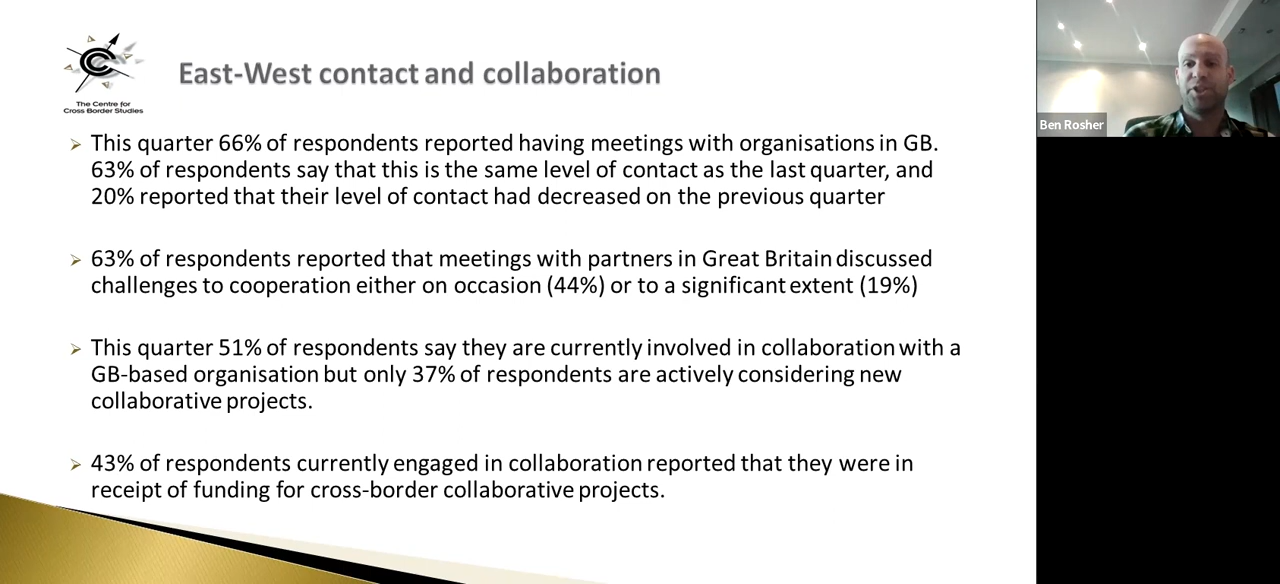 The Centre for
Cross Border Studies
East-West contact and collaboration
This quarter 66% of respondents reported having meetings with organisations in GB.
63% of respondents say that this is the same level of contact as the last quarter, and
20% reported that their level of contact had decreased on the previous quarter
63% of respondents reported that meetings with partners in Great Britain discussed
challenges to cooperation either on occasion (44%) or to a significant extent (19%)
This quarter 51% of respondents say they are currently involved in collaboration with a
GB-based organisation but only 37% of respondents are actively considering new
collaborative projects.
43% of respondents currently engaged in collaboration reported that they were in
receipt of funding for cross-border collaborative projects.
Ben Rosher